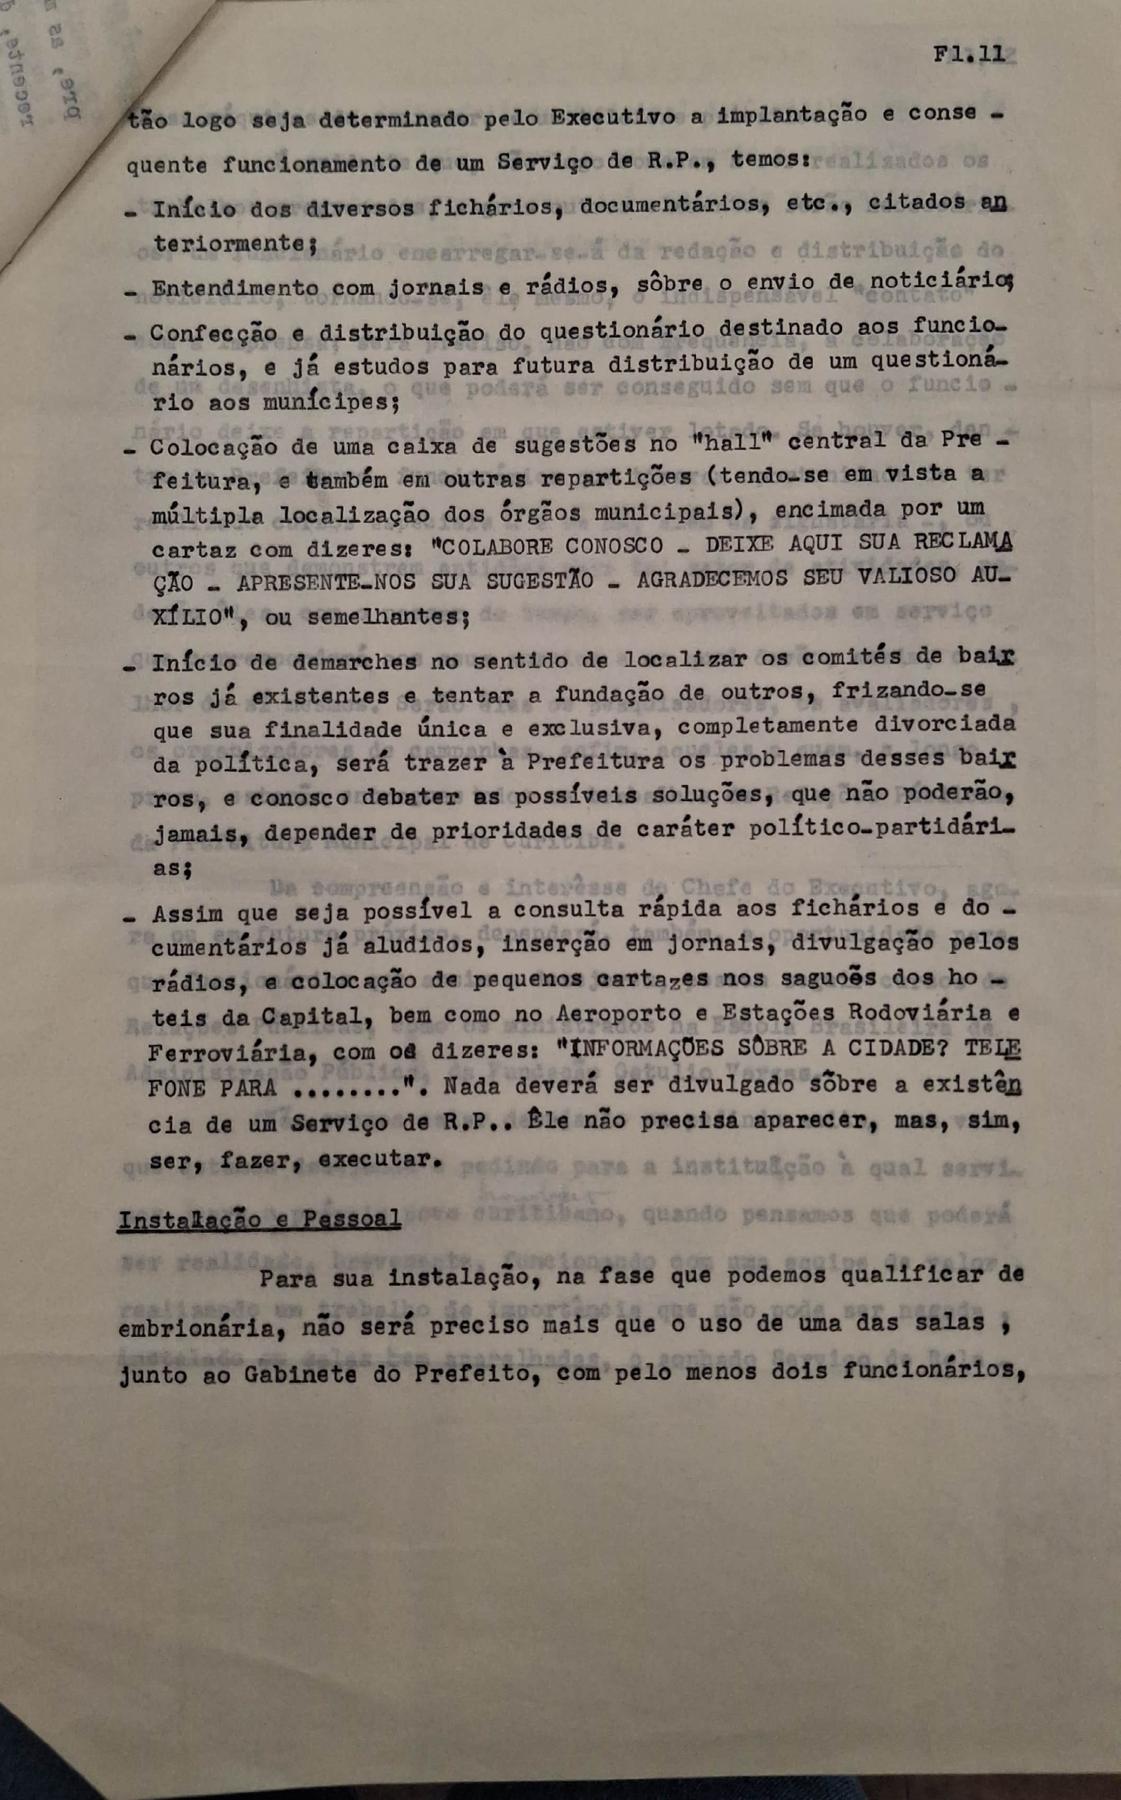 Fl.11
tão logo seja determinado pelo Executivo a implantação e conse -
quente funcionamento de um Serviço de R.P., temos:
- Início dos diversos fichários, documentários, etc., citados an
teriormente;
- Entendimento com jornais e rádios, sôbre o envio de noticiário;
- Confecção e distribuição do questionário destinado aos funcio-
nários, e já estudos para futura distribuição de um questioná-
rio aos munícipes;
- Colocação de uma caixa de sugestões no "hall" central da Pre -
feitura, e também em outras repartições (tendo-se em vista a
múltipla localização dos órgãos municipais), encimada por um
cartaz com dizeres: "COLABORE CONOSCO - DEIXE AQUI SUA RECLAMA
ÇÃO - APRESENTE-NOS SUA SUGESTÃO - AGRADECEMOS SEU VALIOSO AU-
XÍLIO", ou semelhantes;
- Início de demarches no sentido de localizar os comités de bair
ros já existentes e tentar a fundação de outros, frizando-se
que sua finalidade única e exclusiva, completamente divorciada
da política, será trazer à Prefeitura os problemas desses bair
ros, e conosco debater as possíveis soluções, que não poderão,
jamais, depender de prioridades de caráter político-partidári-
as;
- Assim que seja possível a consulta rápida aos fichários e do -
cumentários já aludidos, inserção em jornais, divulgação pelos
rádios, e colocação de pequenos cartazes nos saguoẽs dos ho -
teis da Capital, bem como no Aeroporto e Estações Rodoviária e
Ferroviária, com os dizeres: "INFORMAÇÕES SÔBRE A CIDADE? TELE
FONE PARA ........". Nada deverá ser divulgado sôbre a existên
cia de um Serviço de R.P.. Êle não precisa aparecer, mas, sim,
ser, fazer, executar.
Instalação e Pessoal
Para sua instalação, na fase que podemos qualificar de
embrionária, não será preciso mais que o uso de uma das salas ,
junto ao Gabinete do Prefeito, com pelo menos dois funcionários,